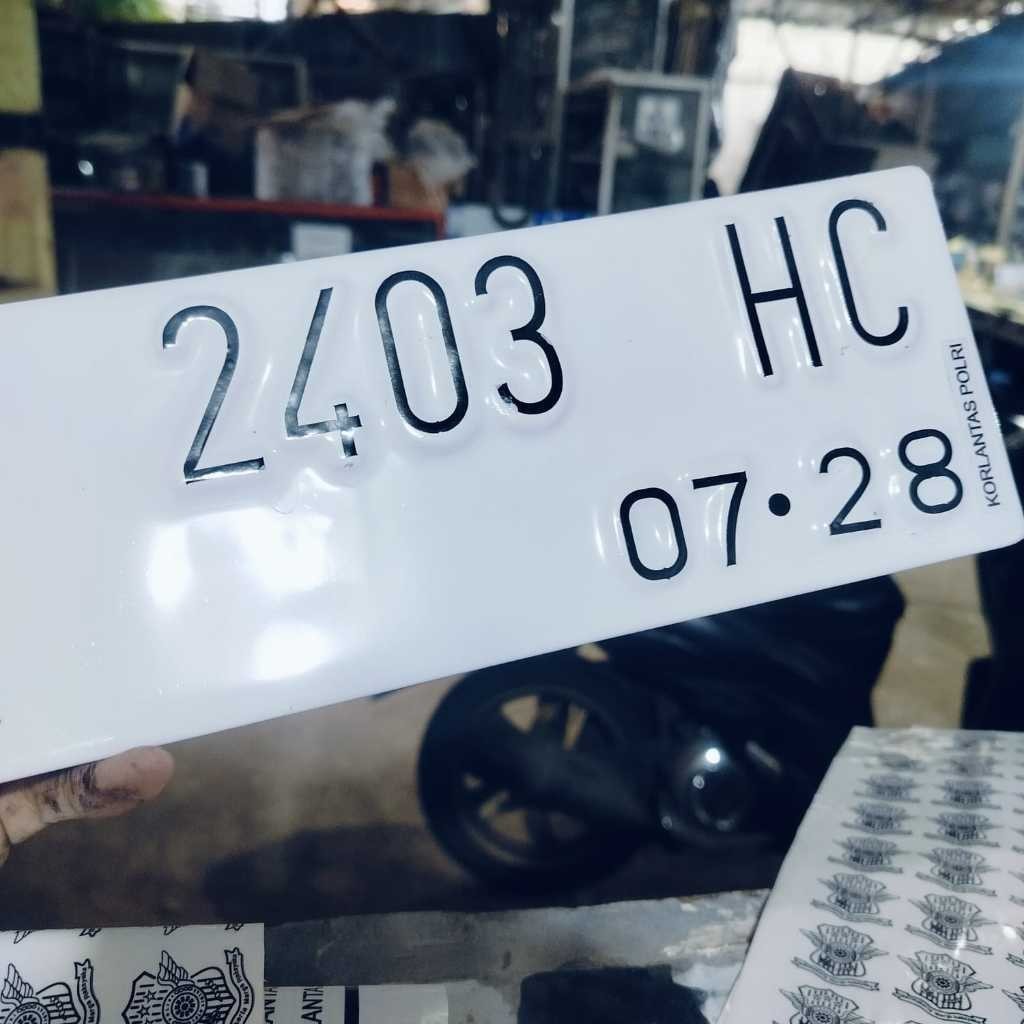 2403 HC
07·28
KORLANTAS POLRI